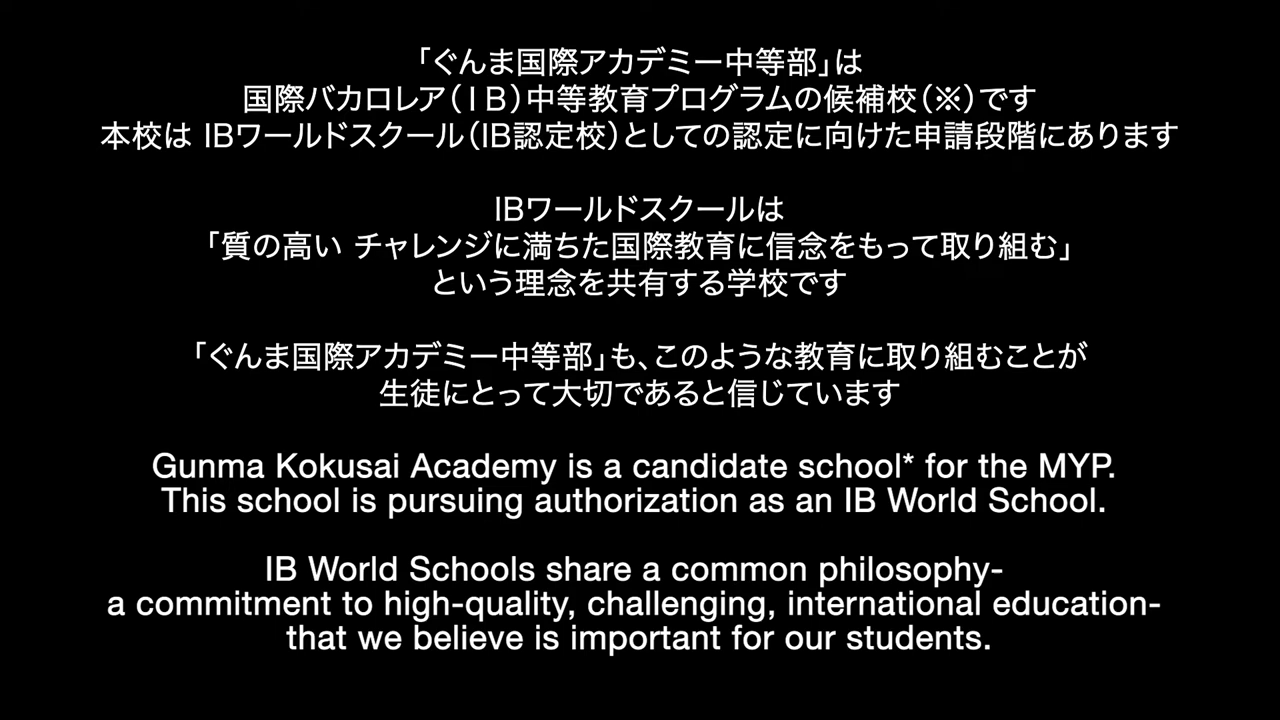 「ぐんま国際アカデミー中等部」は
国際バカロレア（ＩＢ）中等教育プログラムの候補校（※）です
本校は IBワールドスクール（IB認定校）としての認定に向けた申請段階にあります
IBワールドスクールは
「質の高い チャレンジに満ちた国際教育に信念をもって取り組む」
という理念を共有する学校です
「ぐんま国際アカデミー中等部」も、このような教育に取り組むことが
生徒にとって大切であると信じています
Gunma Kokusai Academy is a candidate school* for the MYP.
This school is pursuing authorization as an IB World School.
IB World Schools share a common philosophy-
a commitment to high-quality, challenging, international education-
that we believe is important for our students.